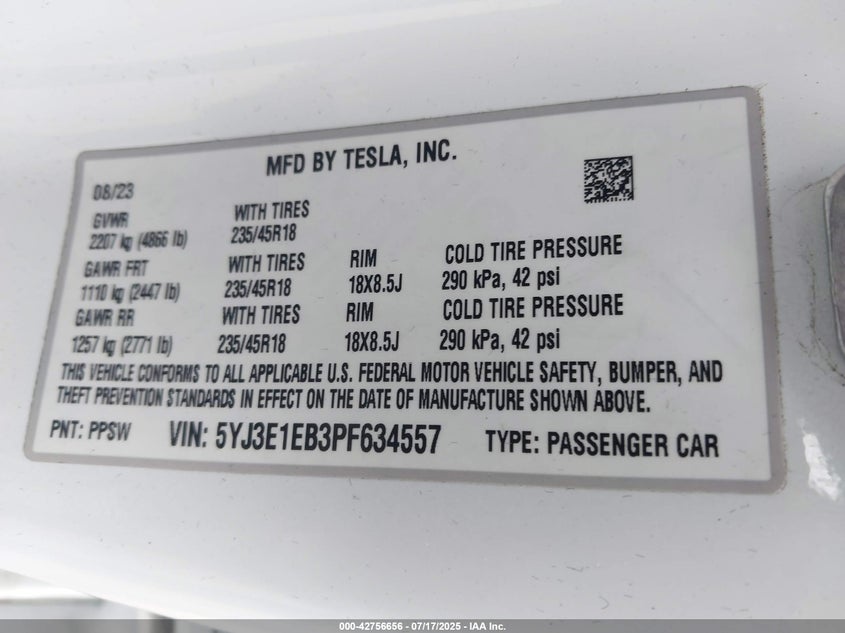 MFD BY TESLA, INC.
08/23
GVWR WITH TIRES
2207 kg (4866 lb) 235/45R18
GAWR FRT WITH TIRES RIM COLD TIRE PRESSURE
1110 kg (2447 lb) 235/45R18 18X8.5J 290 kPa, 42 psi
GAWR RR WITH TIRES RIM COLD TIRE PRESSURE
1257 kg (2771 lb) 235/45R18 18X8.5J 290 kPa, 42 psi
THIS VEHICLE CONFORMS TO ALL APPLICABLE U.S. FEDERAL MOTOR VEHICLE SAFETY, BUMPER, AND
THEFT PREVENTION STANDARDS IN EFFECT ON THE DATE OF MANUFACTURE SHOWN ABOVE.
PNT: PPSW VIN: 5YJ3E1EB3PF634557 TYPE: PASSENGER CAR
000-42756656 - 07/17/2025 - IAA Inc.